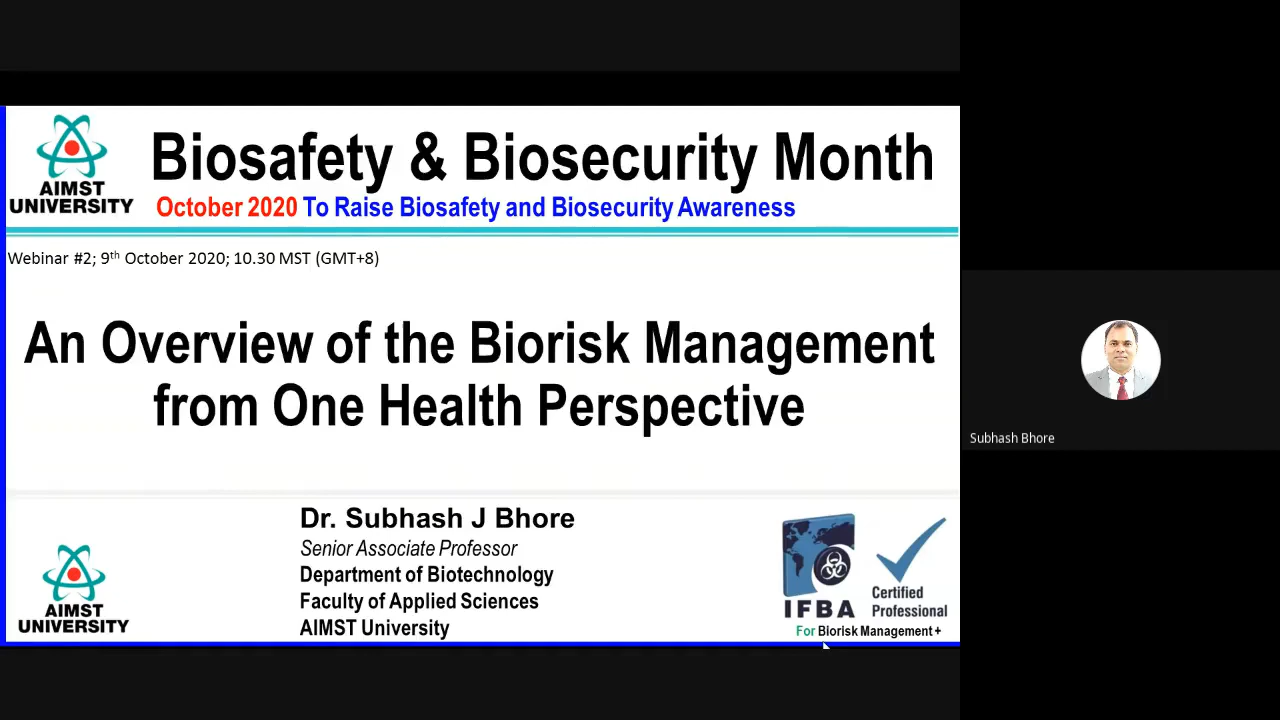 AIMST
UNIVERSITY
Biosafety & Biosecurity Month
October 2020 To Raise Biosafety and Biosecurity Awareness
Webinar #2; 9th October 2020; 10.30 MST (GMT+8)
An Overview of the Biorisk Management
from One Health Perspective
Subhash Bhore
Dr. Subhash J Bhore
Senior Associate Professor
Department of Biotechnology
Faculty of Applied Sciences
AIMST University
AIMST
UNIVERSITY
IFBA
Certified
Professional
For Biorisk Management+